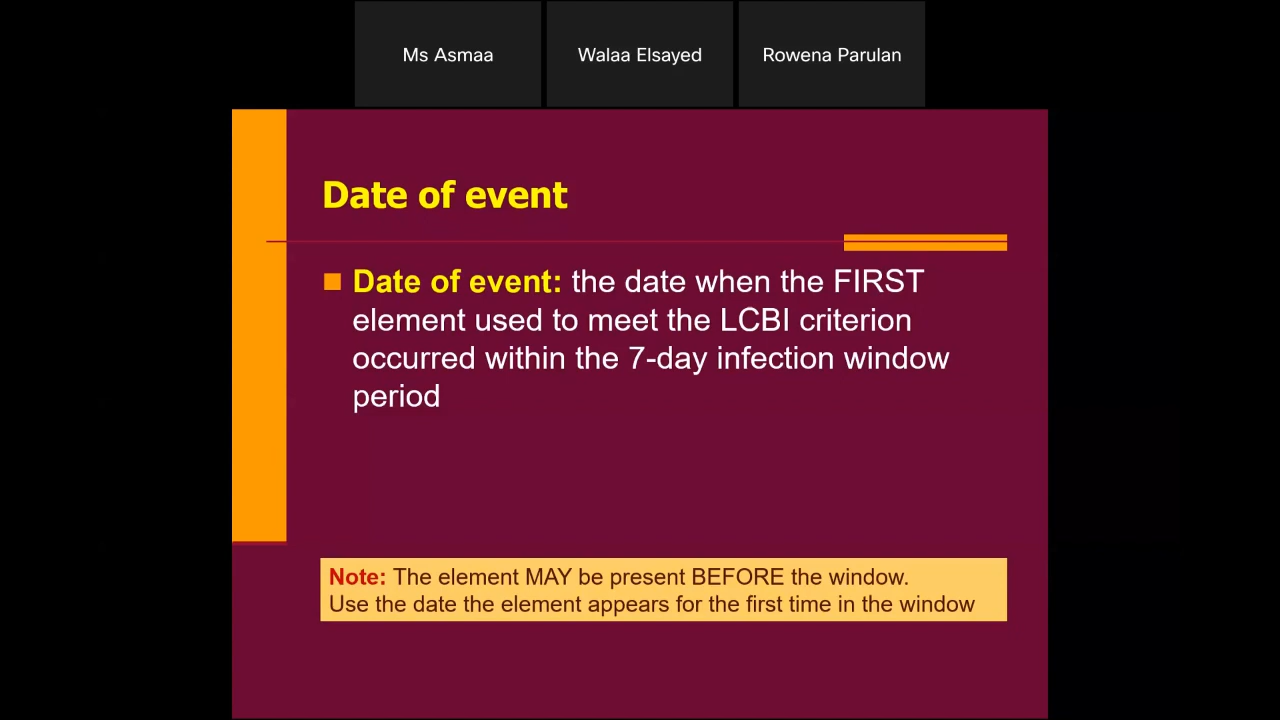 Ms Asmaa
Walaa Elsayed
Rowena Parulan
Date of event
Date of event: the date when the FIRST
element used to meet the LCBI criterion
occurred within the 7-day infection window
period
Note: The element MAY be present BEFORE the window.
Use the date the element appears for the first time in the window